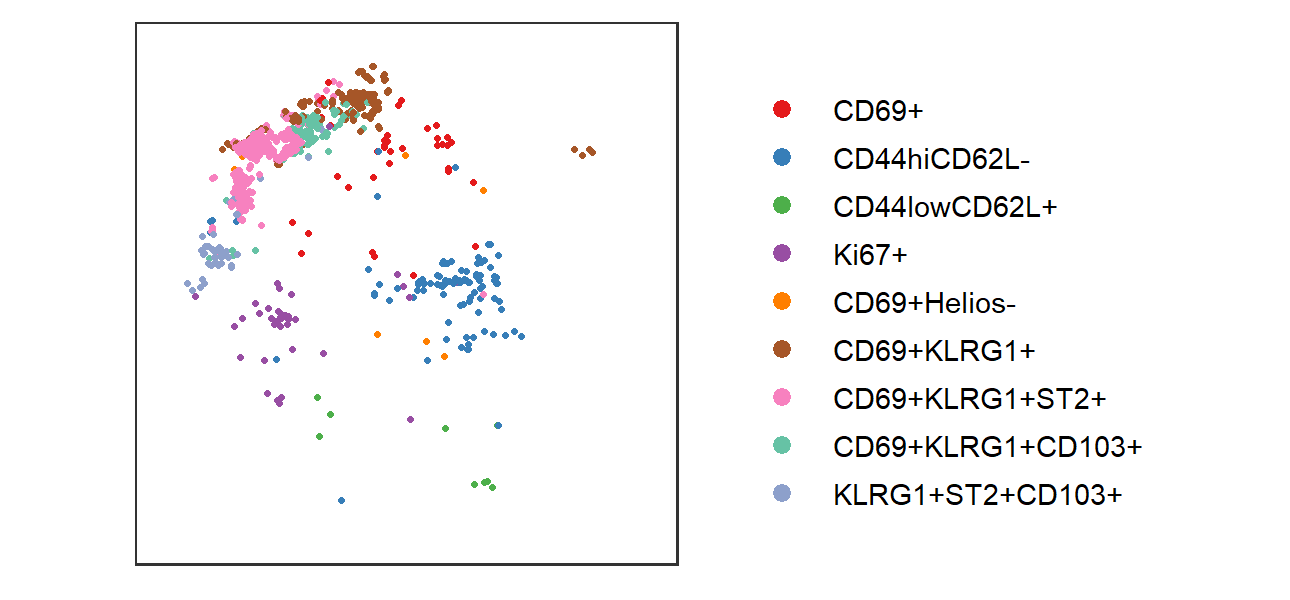 CD69+
CD44hiCD62L-
CD44lowCD62L+
Ki67+
CD69+Helios-
CD69+KLRG1+
CD69+KLRG1+ST2+
CD69+KLRG1+CD103+
KLRG1+ST2+CD103+